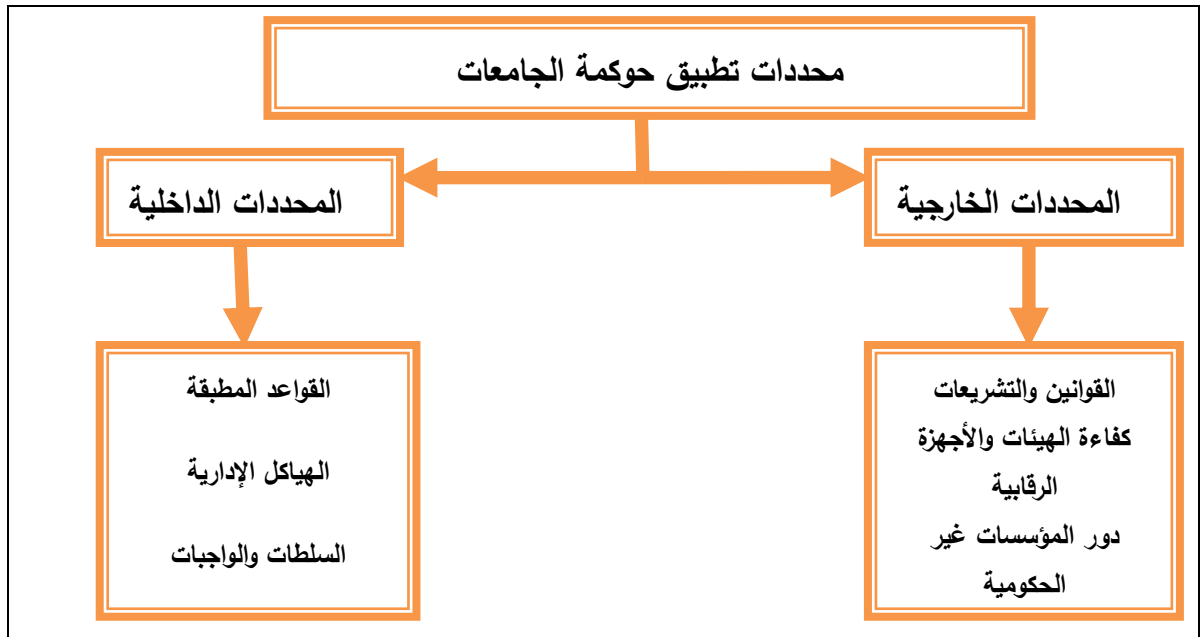 محددات تطبيق حوكمة الجامعات
المحددات الخارجية
المحددات الداخلية
القوانين والتشريعات
كفاءة الهيئات والأجهزة
الرقابية
دور المؤسسات غير
الحكومية
القواعد المطبقة
الهياكل الإدارية
السلطات والواجبات